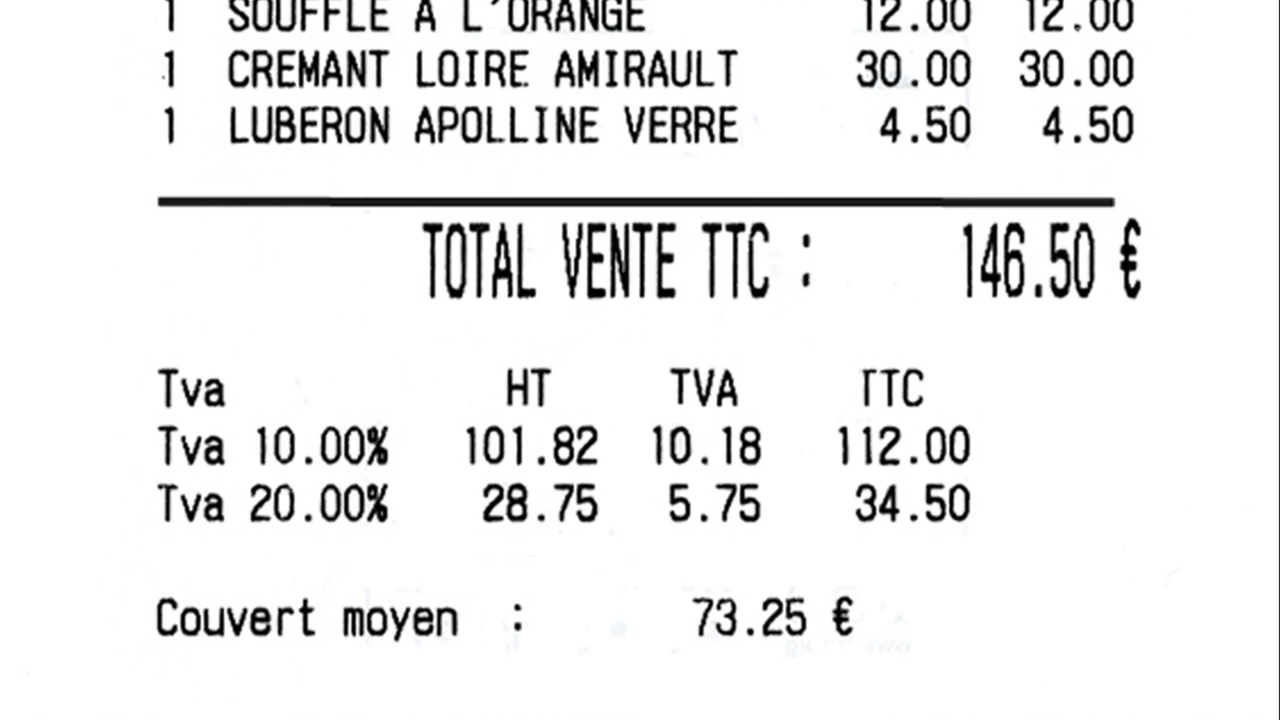 1 SOUFFLE A L'ORANGE 12.00 12.00
1 CREMANT LOIRE AMIRAULT 30.00 30.00
1 LUBERON APOLLINE VERRE 4.50 4.50
TOTAL VENTE TTC : 146.50 €
Tva HT TVA TTC
Tva 10.00% 101.82 10.18 112.00
Tva 20.00% 28.75 5.75 34.50
Couvert moyen : 73.25 €